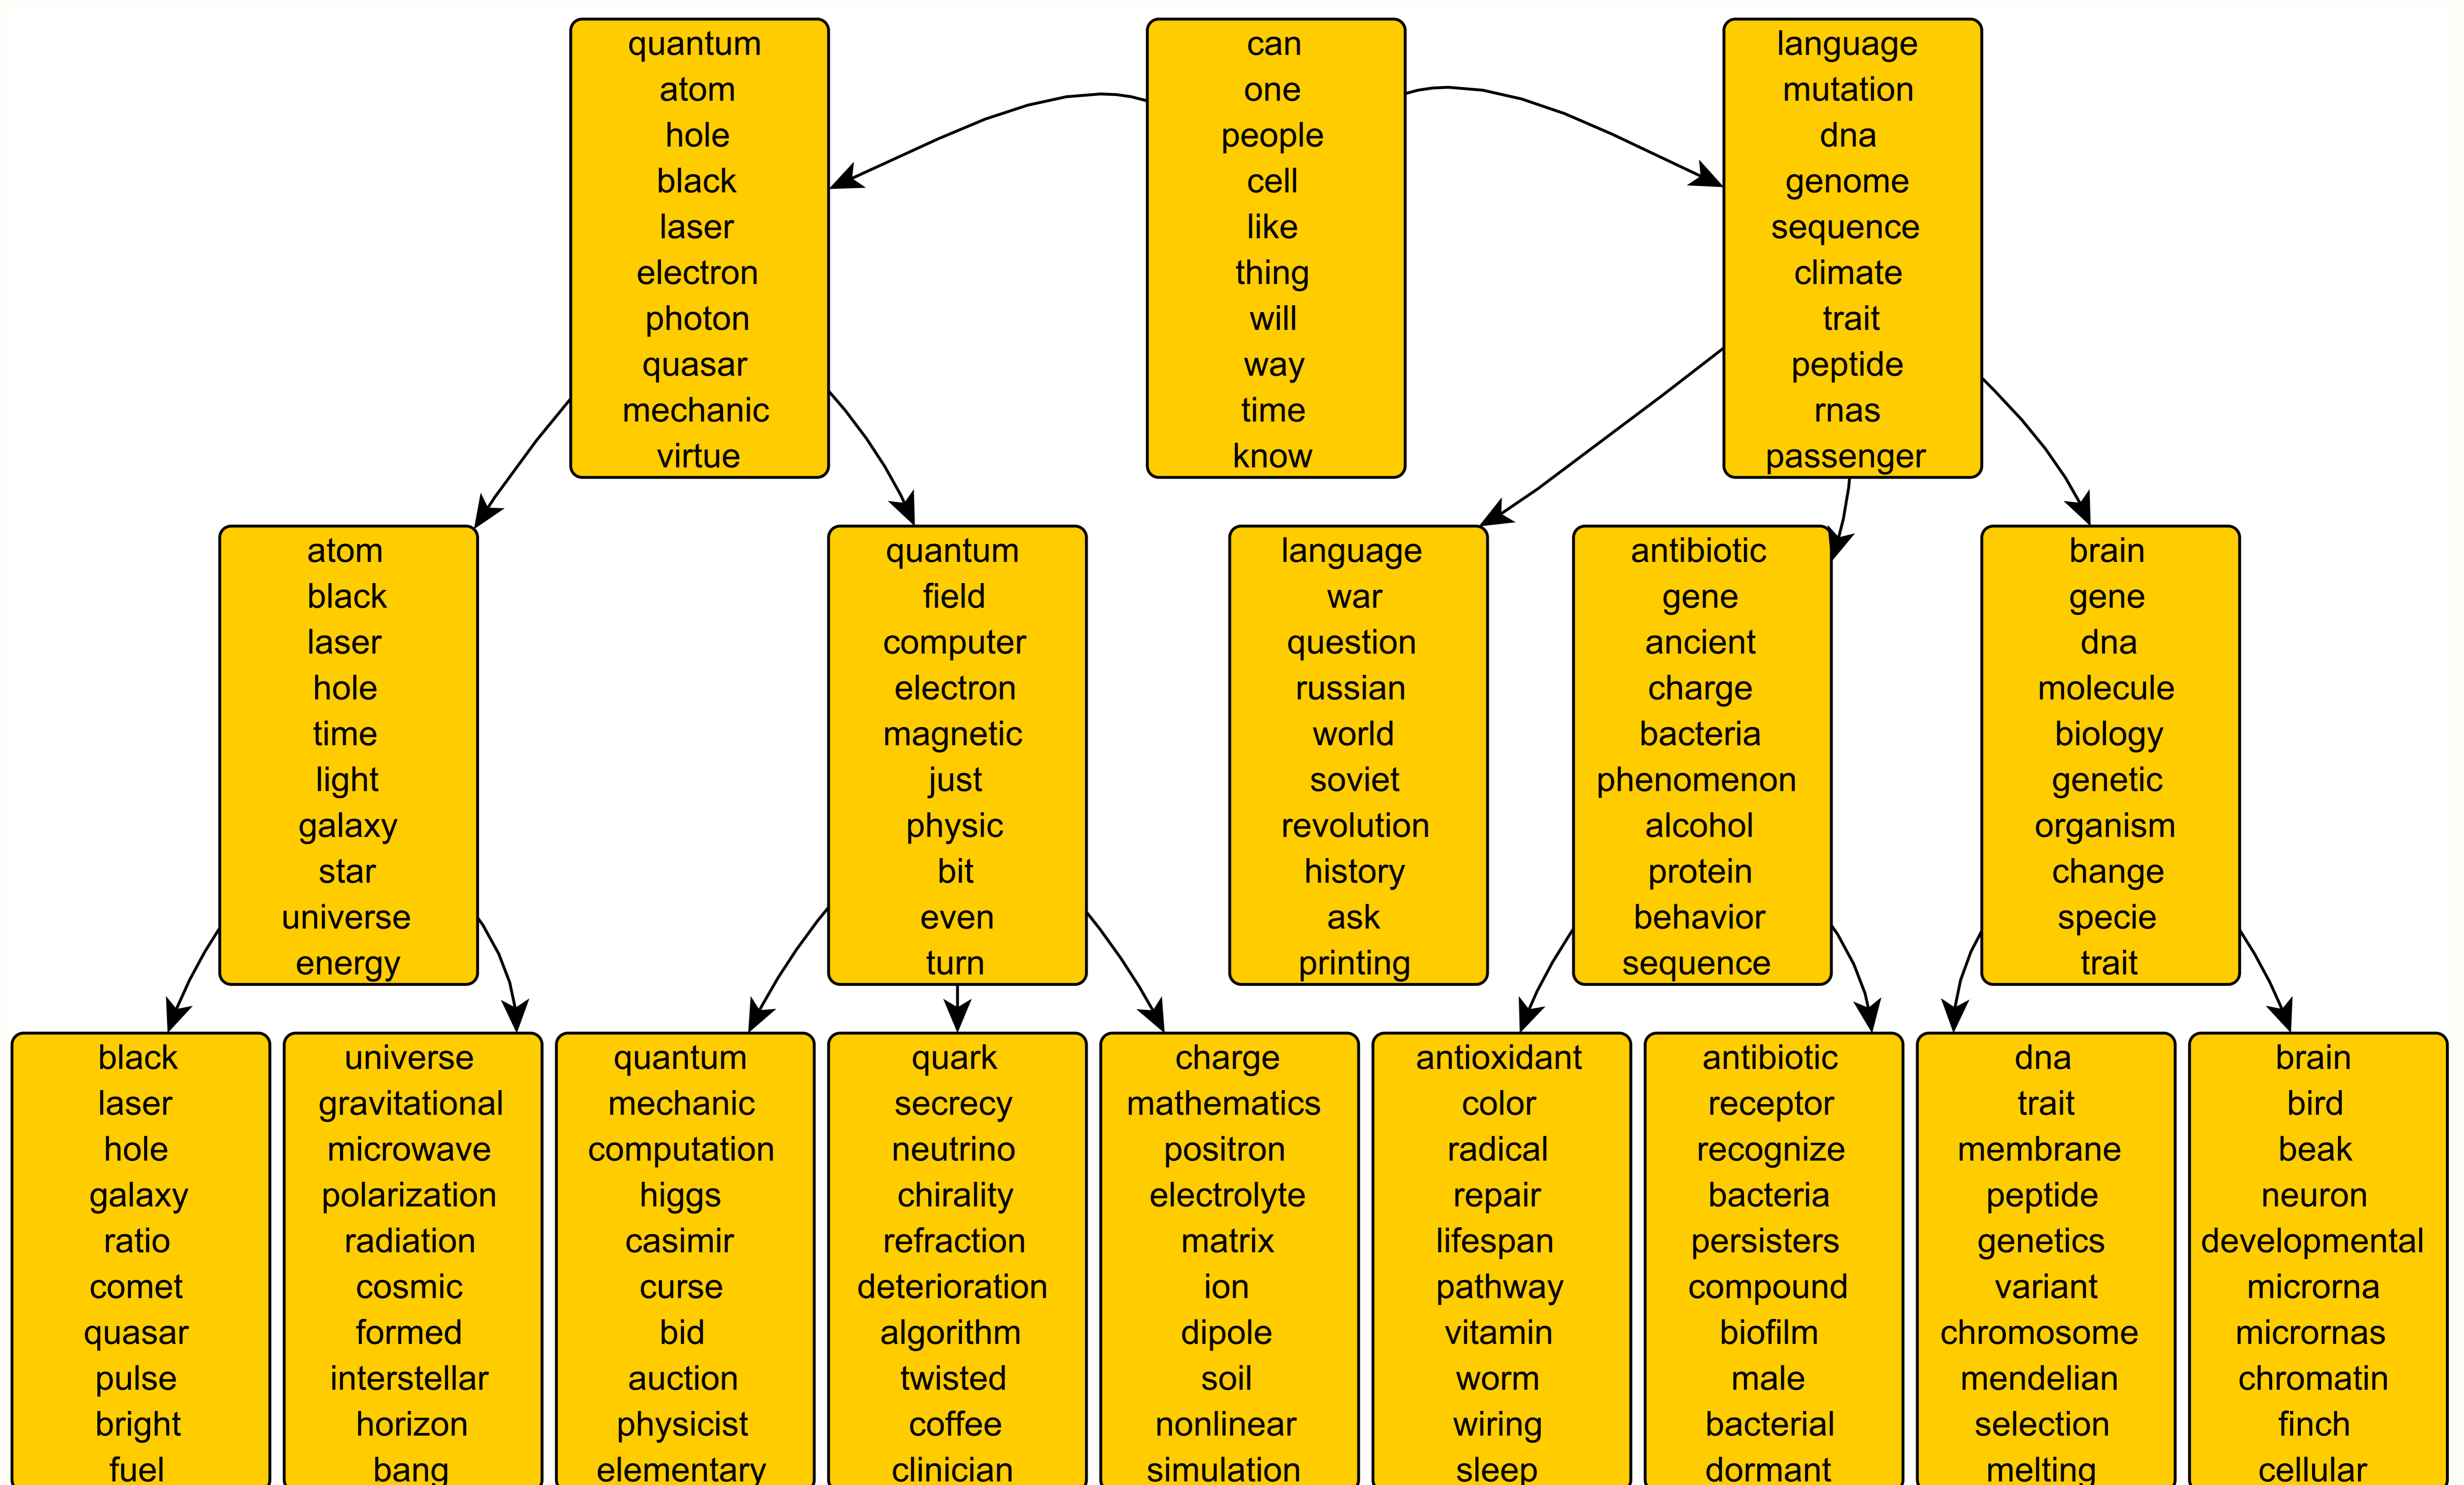 quantum
atom
hole
black
laser
electron
photon
quasar
mechanic
virtue
can
one
people
cell
like
thing
will
way
time
know
language
mutation
dna
genome
sequence
climate
trait
peptide
rnas
passenger
atom
black
laser
hole
time
light
galaxy
star
universe
energy
quantum
field
computer
electron
magnetic
just
physic
bit
even
turn
language
war
question
russian
world
soviet
revolution
history
ask
printing
antibiotic
gene
ancient
charge
bacteria
phenomenon
alcohol
protein
behavior
sequence
brain
gene
dna
molecule
biology
genetic
organism
change
specie
trait
black
laser
hole
galaxy
ratio
comet
quasar
pulse
bright
fuel
universe
gravitational
microwave
polarization
radiation
cosmic
formed
interstellar
horizon
bang
quantum
mechanic
computation
higgs
casimir
curse
bid
auction
physicist
elementary
quark
secrecy
neutrino
chirality
refraction
deterioration
algorithm
twisted
coffee
clinician
charge
mathematics
positron
electrolyte
matrix
ion
dipole
soil
nonlinear
simulation
antioxidant
color
radical
repair
lifespan
pathway
vitamin
worm
wiring
sleep
antibiotic
receptor
recognize
bacteria
persisters
compound
biofilm
male
bacterial
dormant
dna
trait
membrane
peptide
genetics
variant
chromosome
mendelian
selection
melting
brain
bird
beak
neuron
developmental
microrna
micrornas
chromatin
finch
cellular